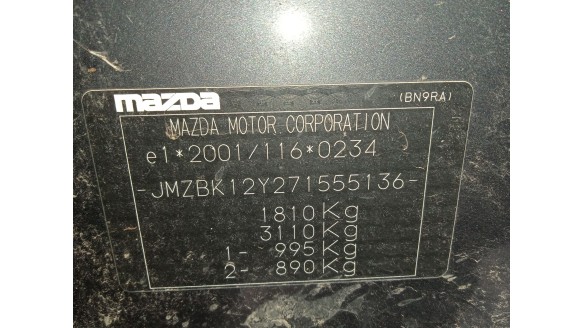 mazda (BN9RA)
MAZDA MOTOR CORPORATION
e1*2001/116*0234
-JMZBK12Y271555136-
1810Kg
3110Kg
1- 995Kg
2- 890Kg